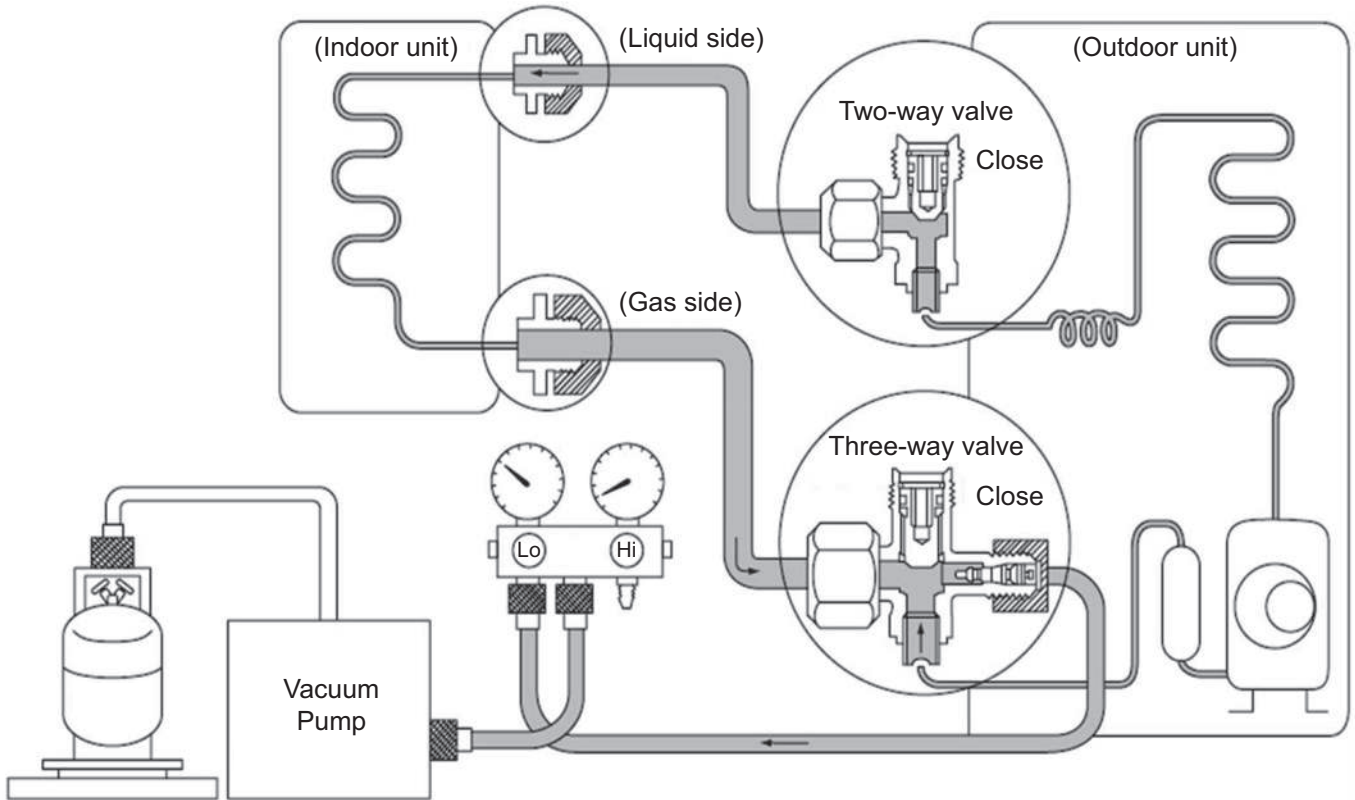 (Indoor unit)
(Liquid side)
(Outdoor unit)
Two-way valve
Close
(Gas side)
Three-way valve
Close
Lo
Hi
Vacuum
Pump